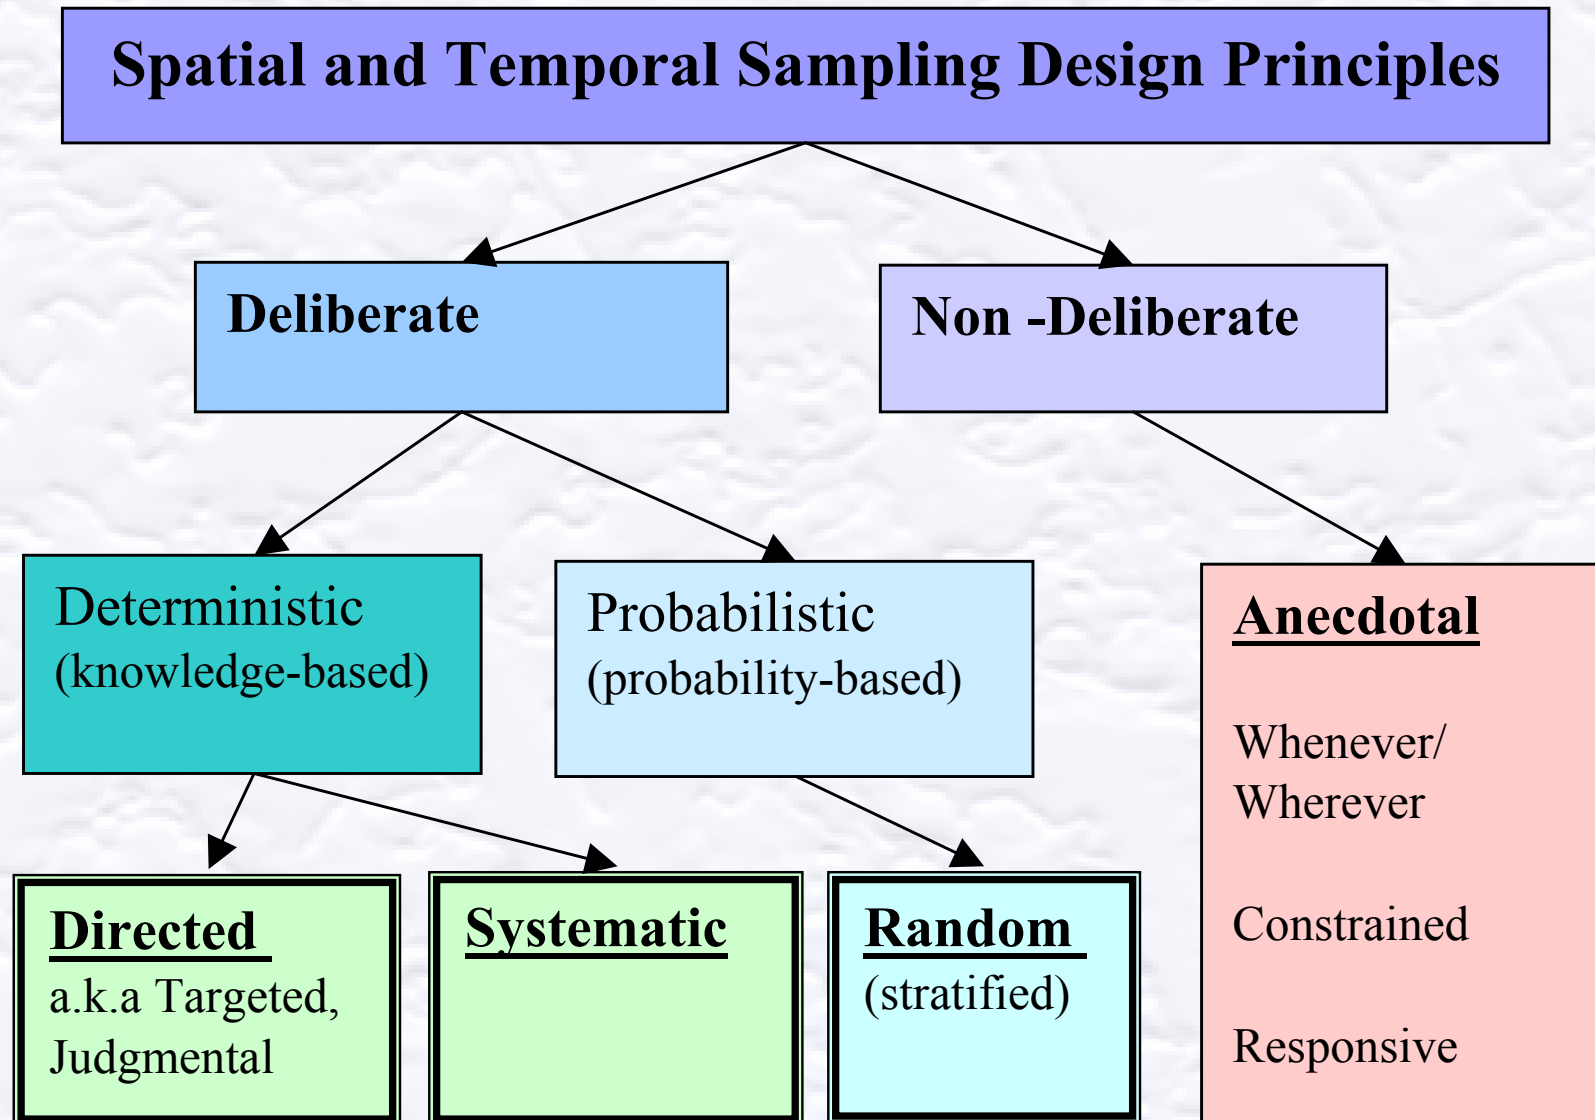 Spatial and Temporal Sampling Design Principles
Deliberate
Non -Deliberate
Deterministic
(knowledge-based)
Probabilistic
(probability-based)
Anecdotal
Whenever/
Wherever
Constrained
Responsive
Directed
a.k.a Targeted,
Judgmental
Systematic
Random
(stratified)